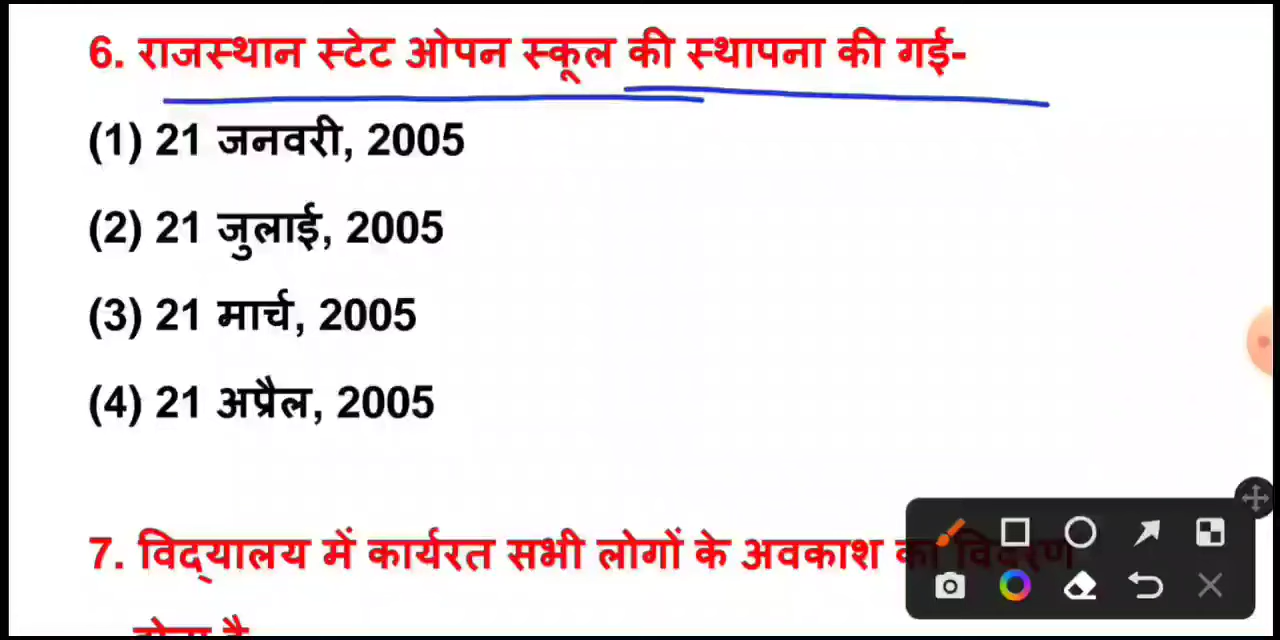 6. राजस्थान स्टेट ओपन स्कूल की स्थापना की गई-
(1) 21 जनवरी, 2005
(2) 21 जुलाई, 2005
(3) 21 मार्च, 2005
(4) 21 अप्रैल, 2005
7. विद्यालय में कार्यरत सभी लोगों के अवकाश का विवरण
होता है